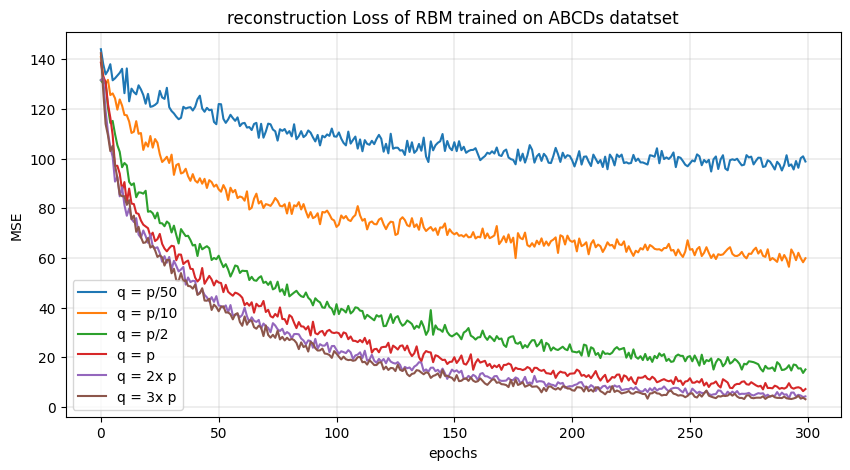 reconstruction Loss of RBM trained on ABCDs datatset
MSE
140
120
100
80
60
40
20
0
q = p/50
q = p/10
q = p/2
q = p
q = 2x p
q = 3x p
0 50 100 150 200 250 300
epochs